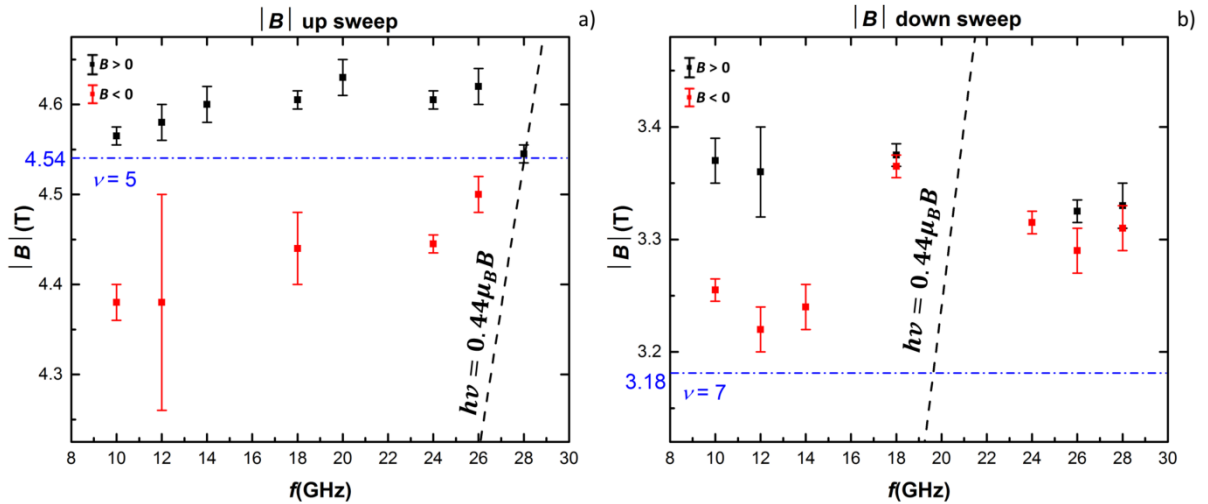 |B| up sweep
a)
B > 0
B < 0
4.6
4.54
ν = 5
4.5
4.4
4.3
|B|(T)
hν = 0.44μ_BB
8 10 12 14 16 18 20 22 24 26 28 30
f(GHz)
|B| down sweep
b)
B > 0
B < 0
3.4
3.3
3.2
3.18
ν = 7
|B|(T)
hν = 0.44μ_BB
8 10 12 14 16 18 20 22 24 26 28 30
f(GHz)